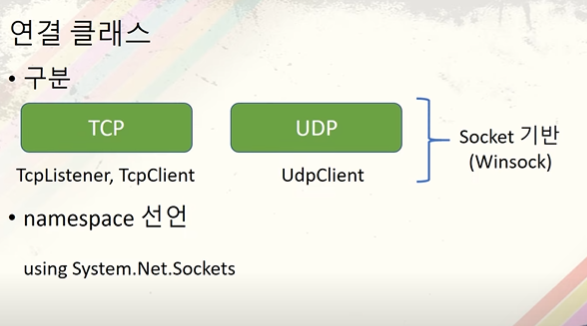 연결 클래스
• 구분
TCP
UDP
Socket 기반
(Winsock)
TcpListener, TcpClient
UdpClient
• namespace 선언
using System.Net.Sockets